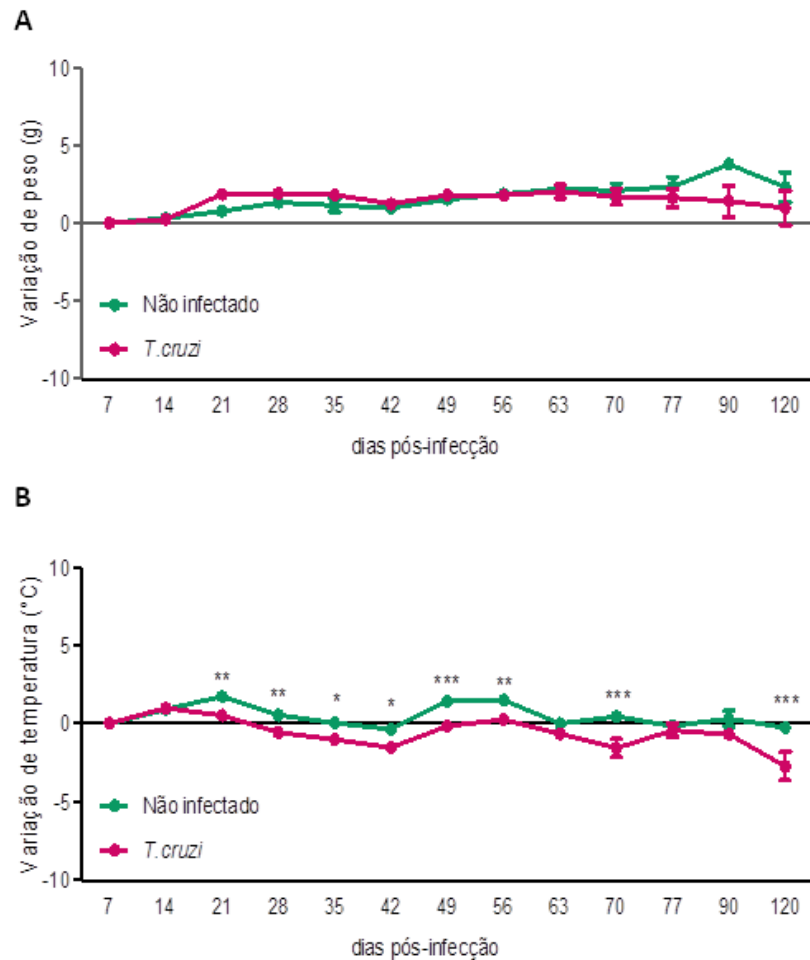 A
Variação de peso (g)
10
5
0
-5
-10
Não infectado
T.cruzi
7 14 21 28 35 42 49 56 63 70 77 90 120
dias pós-infecção
B
Variação de temperatura (°C)
10
5
0
-5
-10
** ** * * *** ** *** ***
Não infectado
T.cruzi
7 14 21 28 35 42 49 56 63 70 77 90 120
dias pós-infecção